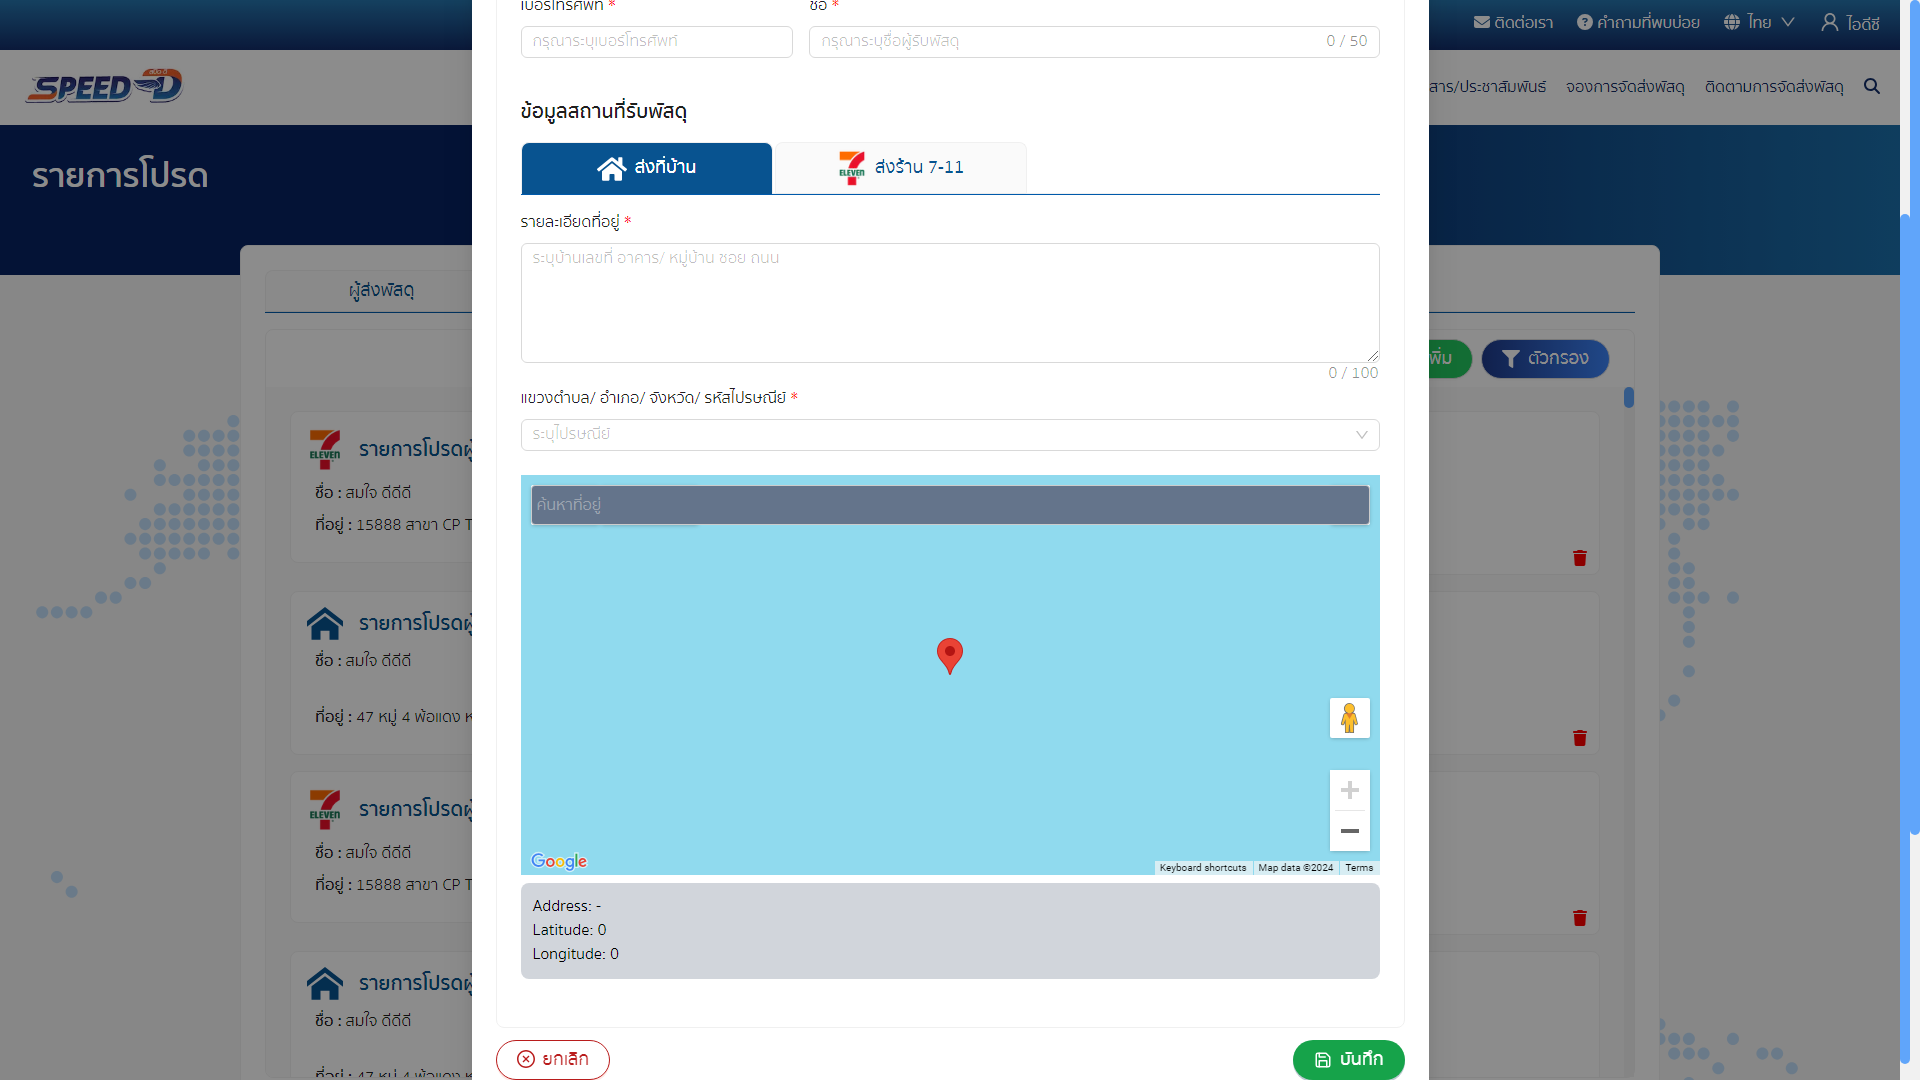 ติดต่อเรา
คำถามที่พบบ่อย
ไทย
ไอดีซี
SPEED-D
สาร/ประชาสัมพันธ์
จองการจัดส่งพัสดุ
ติดตามการจัดส่งพัสดุ
รายการโปรด
ผู้ส่งพัสดุ
ตัวกรอง
เบอร์โทรศัพท์ *
ชื่อ *
กรุณาระบุเบอร์โทรศัพท์
กรุณาระบุชื่อผู้รับพัสดุ
0 / 50
ข้อมูลสถานที่รับพัสดุ
ส่งที่บ้าน
ส่งร้าน 7-11
รายละเอียดที่อยู่ *
ระบุบ้านเลขที่ อาคาร/ หมู่บ้าน ซอย ถนน
0 / 100
แขวงตำบล/ อำเภอ/ จังหวัด/ รหัสไปรษณีย์ *
ระบุไปรษณีย์
ค้นหาที่อยู่
Google
Keyboard shortcuts
Map data ©2024
Terms
Address: -
Latitude: 0
Longitude: 0
ยกเลิก
บันทึก
ELEVEN
รายการโปรดผู้
ชื่อ : สมใจ ดีดีดี
ที่อยู่ : 15888 สาขา CP T
รายการโปรดผู้
ชื่อ : สมใจ ดีดีดี
ที่อยู่ : 47 หมู่ 4 พ้อแดง ห
ELEVEN
รายการโปรดผู้
ชื่อ : สมใจ ดีดีดี
ที่อยู่ : 15888 สาขา CP T
รายการโปรดผู้
ชื่อ : สมใจ ดีดีดี
ที่อยู่ : 47 หมู่ 4 พ้อแดง ห